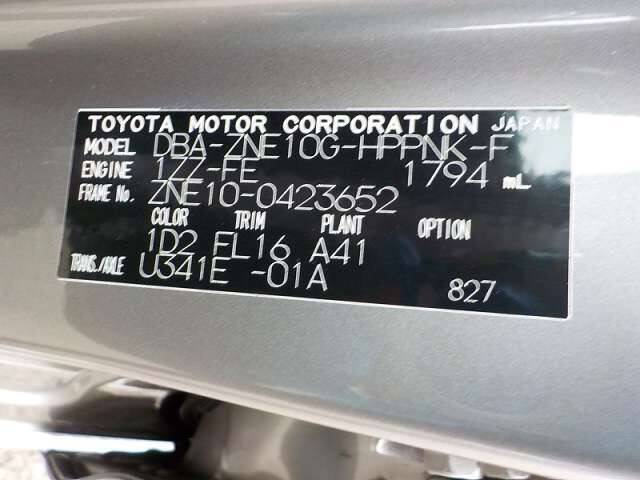 TOYOTA MOTOR CORPORATION JAPAN
MODEL DBA-ZNE10G-HPPNK-F
ENGINE 1ZZ-FE 1794 mL
FRAME No. ZNE10-0423652
COLOR TRIM PLANT OPTION
1D2 FL16 A41
TRANS./AXLE U341E -01A
827